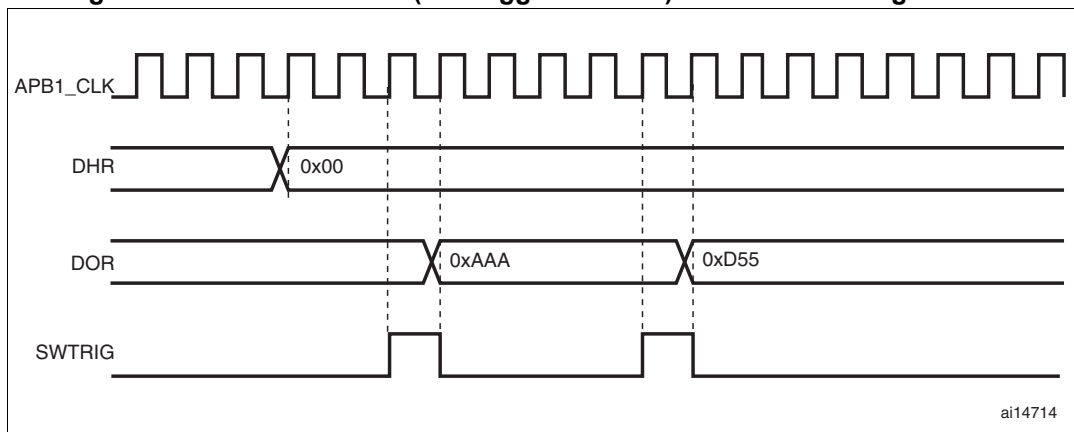 APB1_CLK
DHR
0x00
DOR
0xAAA
0xD55
SWTRIG
ai14714